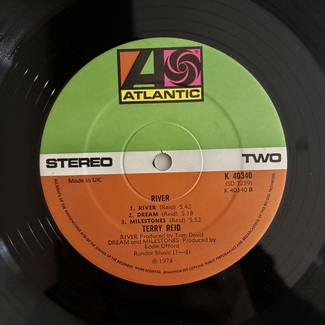 ATLANTIC
STEREO
TWO
Made in UK
K 40340
(SD 7259)
K 40340 B
RIVER
1. RIVER (Reid) 5.42
2. DREAM (Reid) 5.18
3. MILESTONES (Reid) 5.52
TERRY REID
RIVER Produced by Tom Dowd
DREAM and MILESTONES Produced by
Eddie Offord
Rondor Music
℗ 1973